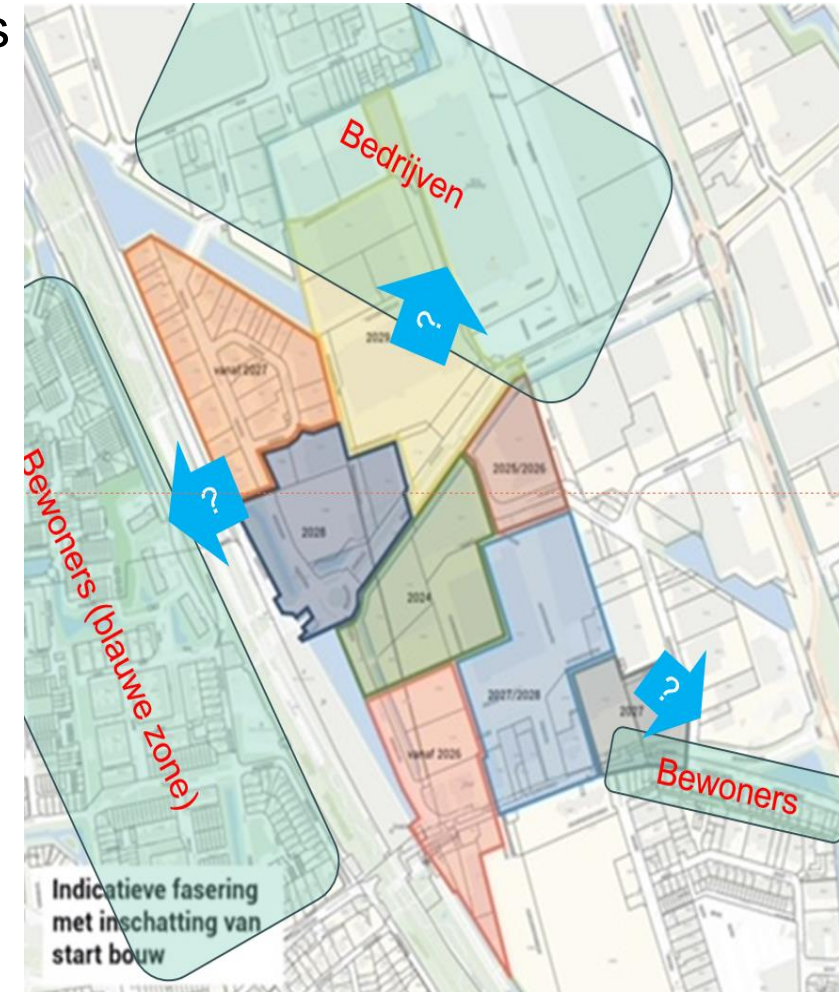 s
Bedrijven
?
2029
vanaf 2027
2025/2026
?
Bewoners (blauwe zone)
2028
2024
2027/2028
?
2027
vanaf 2026
Bewoners
Indicatieve fasering
met inschatting van
start bouw